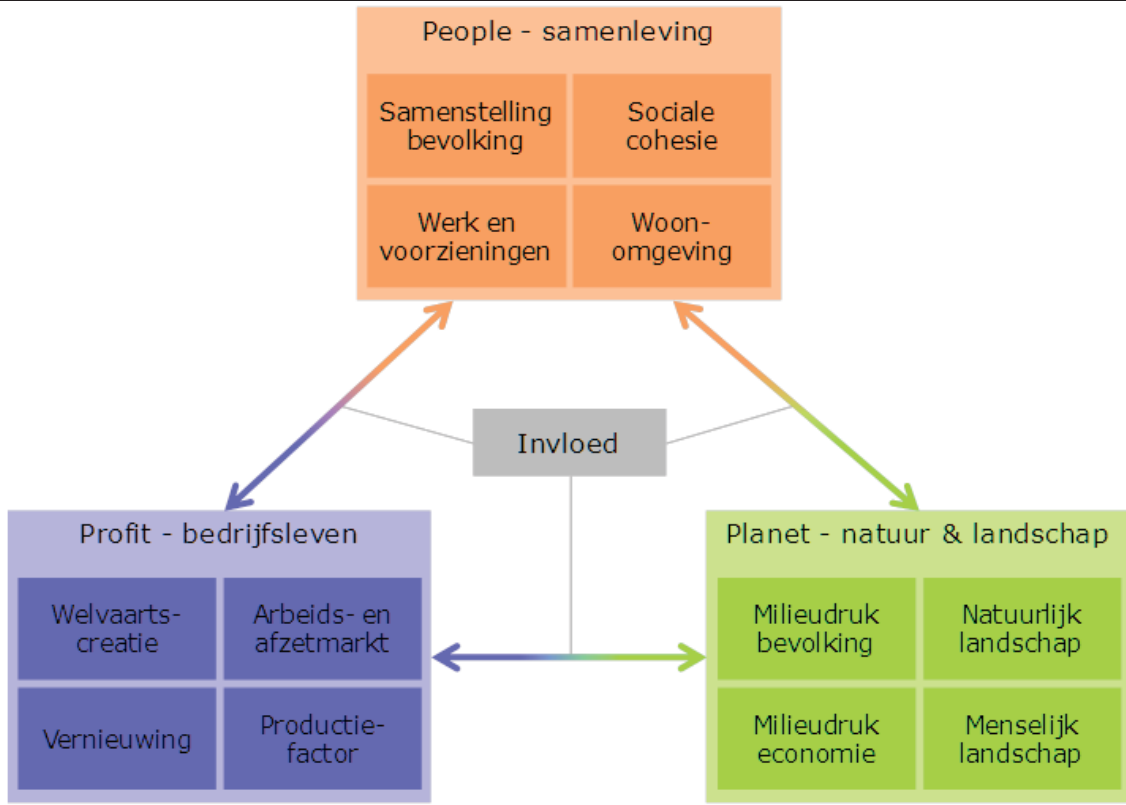 People - samenleving
Samenstelling
bevolking
Sociale
cohesie
Werk en
voorzieningen
Woon-
omgeving
Invloed
Profit - bedrijfsleven
Welvaarts-
creatie
Arbeids- en
afzetmarkt
Vernieuwing
Productie-
factor
Planet - natuur & landschap
Milieudruk
bevolking
Natuurlijk
landschap
Milieudruk
economie
Menselijk
landschap